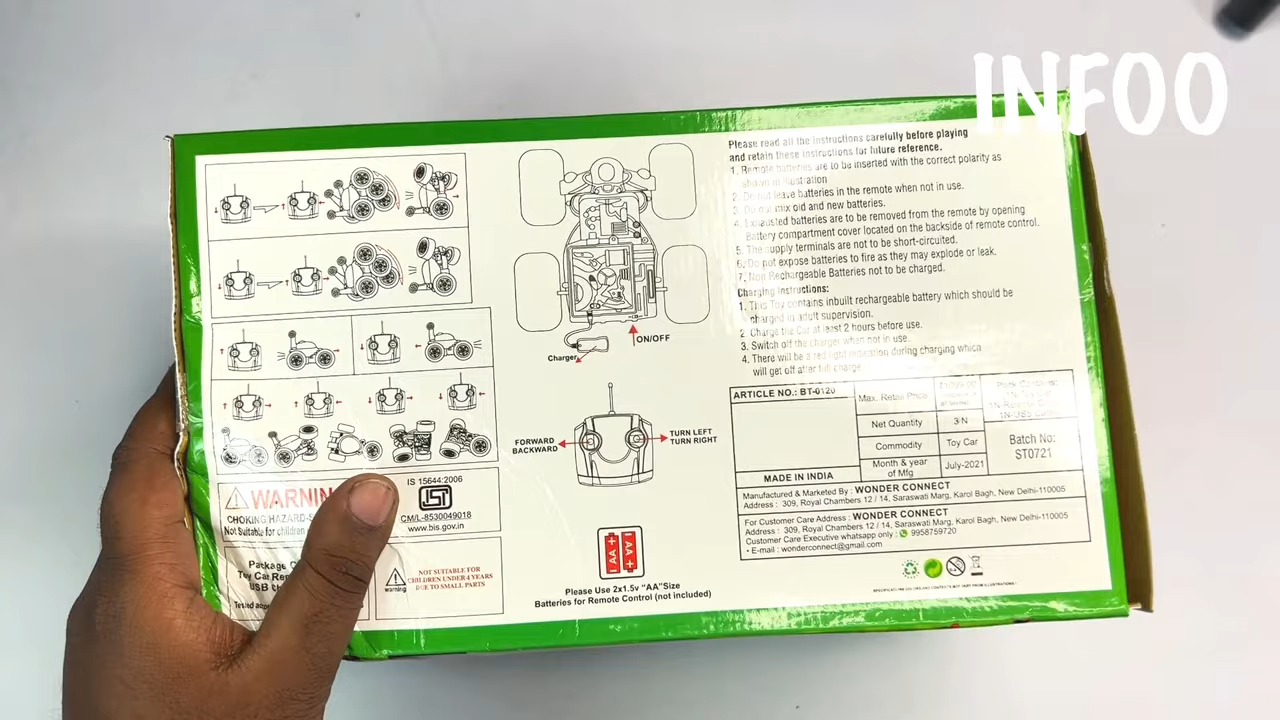 INFOO
Please read all the instructions carefully before playing
and retain these instructions for future reference.
1. Remote batteries are to be inserted with the correct polarity as
shown in illustration
2. Do not leave batteries in the remote when not in use.
3. Do not mix old and new batteries.
4. Exhausted batteries are to be removed from the remote by opening
Battery compartment cover located on the backside of remote control.
5. The supply terminals are not to be short-circuited.
6. Do not expose batteries to fire as they may explode or leak.
7. Non Rechargeable Batteries not to be charged.
Charging Instructions:
1. This Toy contains inbuilt rechargeable battery which should be
charged in adult supervision.
2. Charge the Car at least 2 hours before use.
3. Switch off the charger when not in use.
4. There will be a red light indication during charging which
will get off after full charge
ON/OFF
Charger
FORWARD
BACKWARD
TURN LEFT
TURN RIGHT
AA +
AA +
Please Use 2x1.5v “AA”Size
Batteries for Remote Control (not included)
ARTICLE NO.: BT-0120
MADE IN INDIA
Max. Retail Price
Net Quantity 3 N
Commodity Toy Car
Month & year
of Mfg July-2021
Pack Contains:
1N-Toy Car
Batch No:
ST0721
Manufactured & Marketed By : WONDER CONNECT
Address : 309, Royal Chambers 12 / 14, Saraswati Marg, Karol Bagh, New Delhi-110005
For Customer Care Address : WONDER CONNECT
Address : 309, Royal Chambers 12 / 14, Saraswati Marg, Karol Bagh, New Delhi-110005
Customer Care Executive whatsapp only : 9958759720
• E-mail : wonderconnect@gmail.com
WARNIN
CHOKING HAZARD-S
Not Suitable for children
IS 15644:2006
ISI
CM/L-8530049018
www.bis.gov.in
Package C
Toy Car Re
USB
Tested
warning
NOT SUITABLE FOR
CHILDREN UNDER 4 YEARS
DUE TO SMALL PARTS